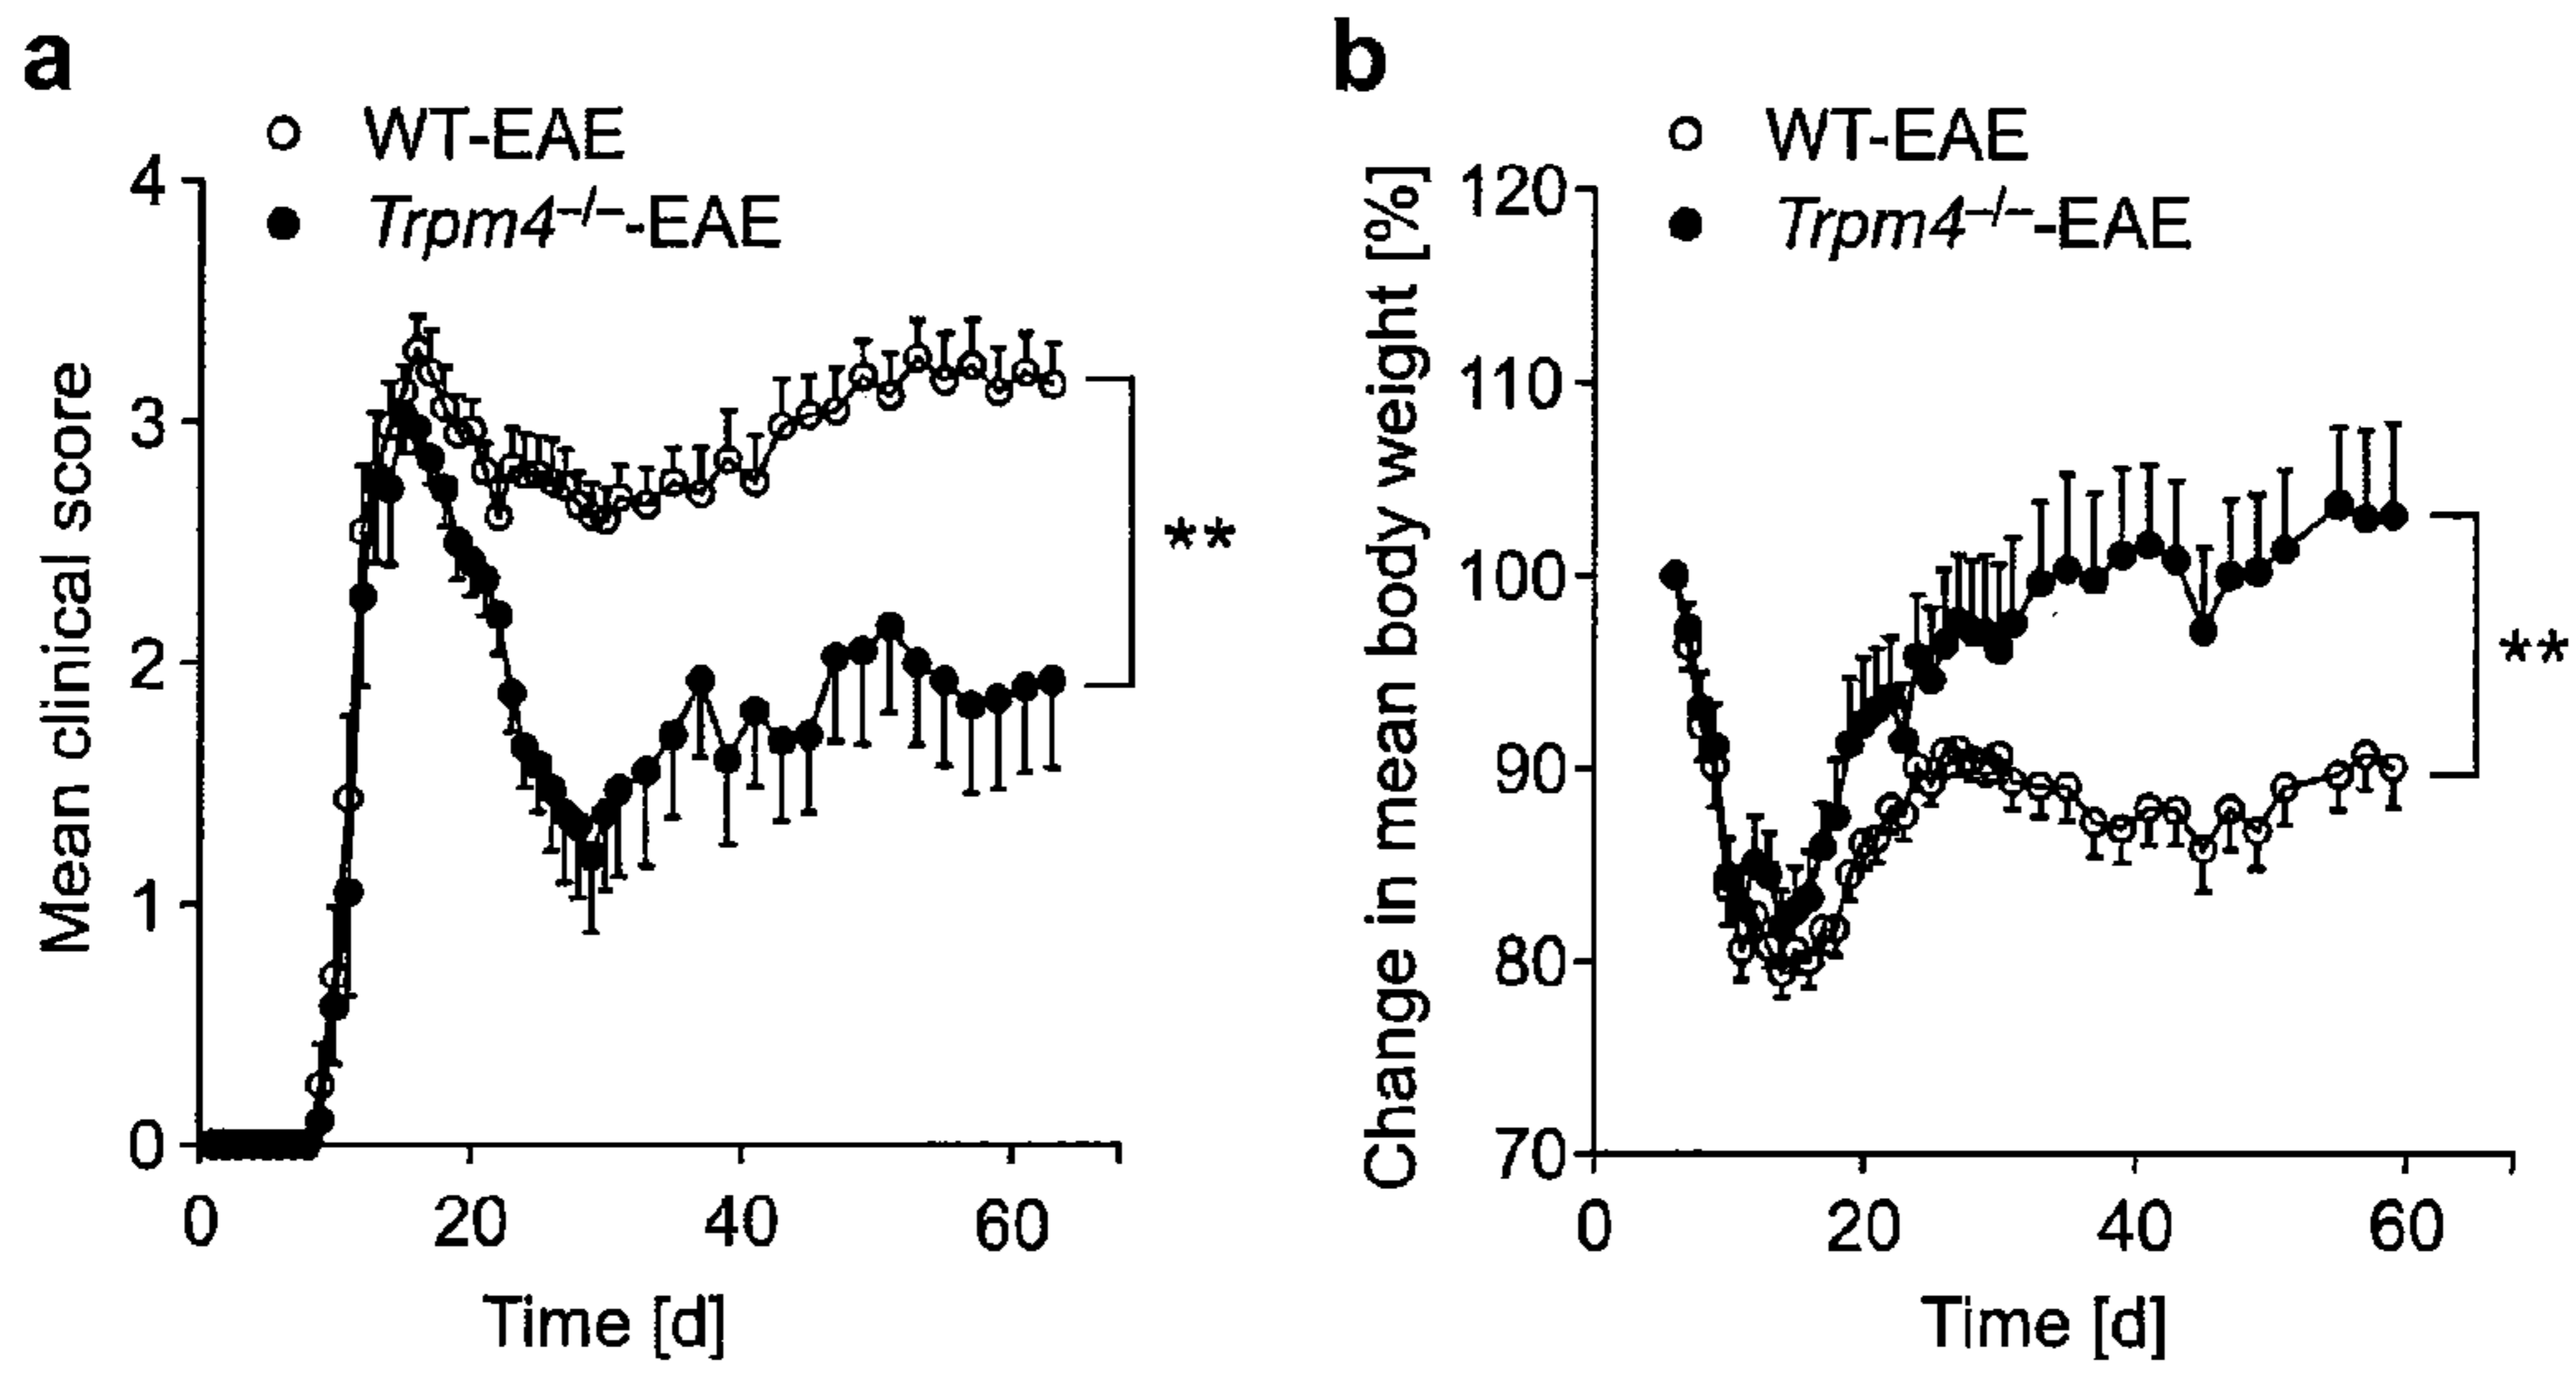 a
WT-EAE
Trpm4–/–-EAE
Mean clinical score
4
3
2
1
0
0 20 40 60
Time [d]
**
b
WT-EAE
Trpm4–/–-EAE
Change in mean body weight [%]
120
110
100
90
80
70
0 20 40 60
Time [d]
**